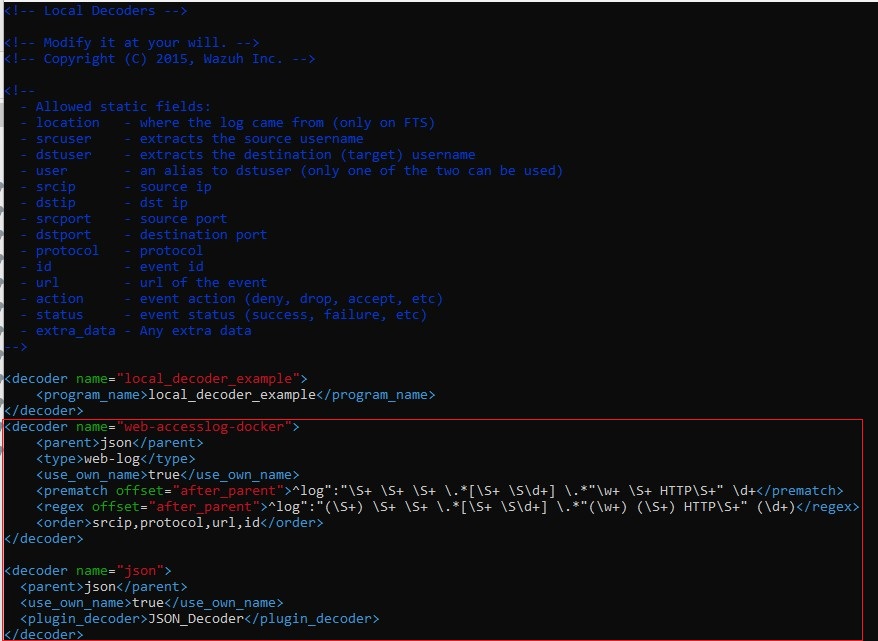 <!-- Local Decoders -->
<!-- Modify it at your will. -->
<!-- Copyright (C) 2015, Wazuh Inc. -->
<!--
- Allowed static fields:
- location - where the log came from (only on FTS)
- srcuser - extracts the source username
- dstuser - extracts the destination (target) username
- user - an alias to dstuser (only one of the two can be used)
- srcip - source ip
- dstip - dst ip
- srcport - source port
- dstport - destination port
- protocol - protocol
- id - event id
- url - url of the event
- action - event action (deny, drop, accept, etc)
- status - event status (success, failure, etc)
- extra_data - Any extra data
-->
<decoder name="local_decoder_example">
<program_name>local_decoder_example</program_name>
</decoder>
<decoder name="web-accesslog-docker">
<parent>json</parent>
<type>web-log</type>
<use_own_name>true</use_own_name>
<prematch offset="after_parent">^log":"\S+ \S+ \S+ \.*[\S+ \S\d+] \.*"\w+ \S+ HTTP\S+" \d+</prematch>
<regex offset="after_parent">^log":"(\S+) \S+ \S+ \.*[\S+ \S\d+] \.*"(\w+) (\S+) HTTP\S+" (\d+)</regex>
<order>srcip,protocol,url,id</order>
</decoder>
<decoder name="json">
<parent>json</parent>
<use_own_name>true</use_own_name>
<plugin_decoder>JSON_Decoder</plugin_decoder>
</decoder>